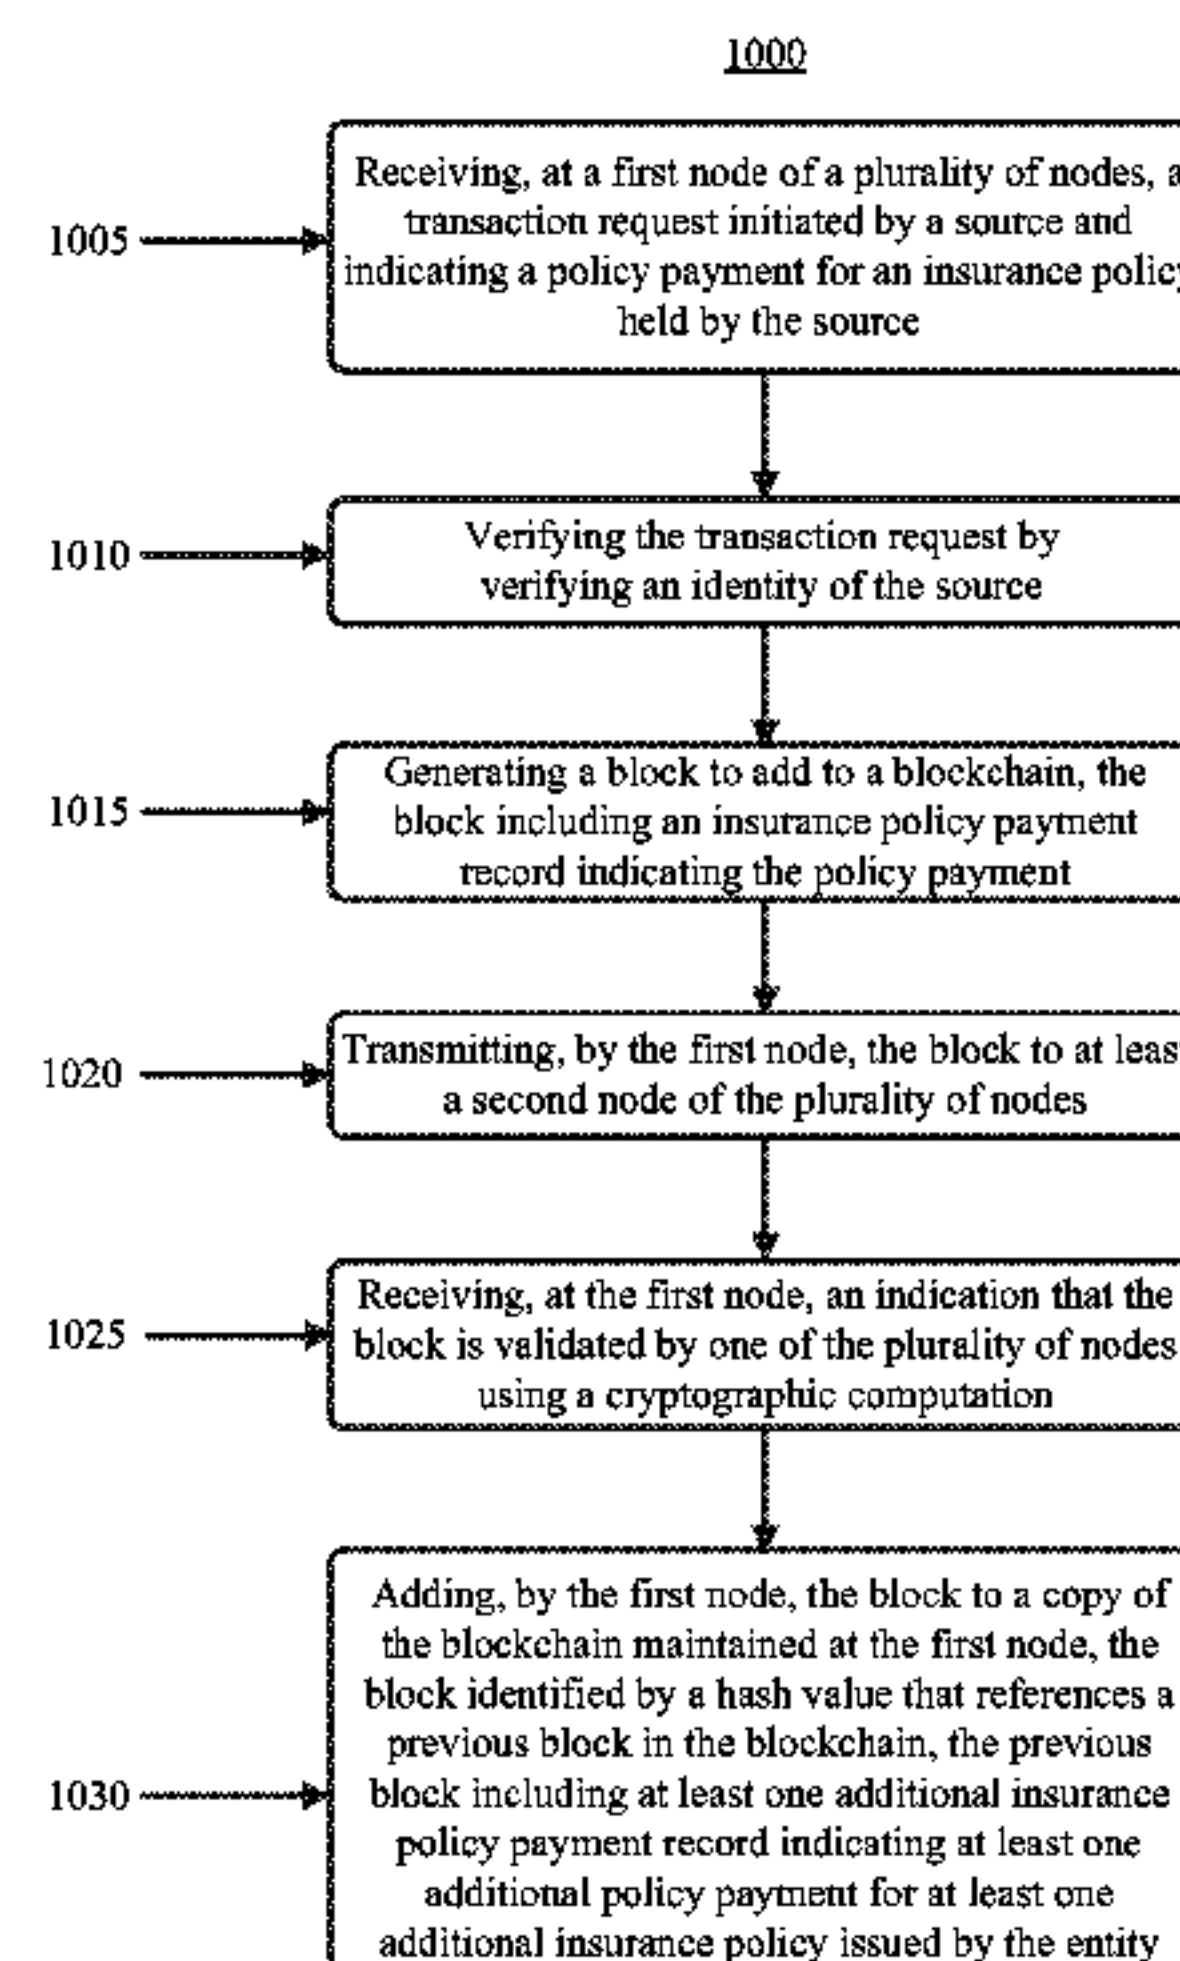 1000
1005
Receiving, at a first node of a plurality of nodes, a
transaction request initiated by a source and
indicating a policy payment for an insurance policy
held by the source
1010
Verifying the transaction request by
verifying an identity of the source
1015
Generating a block to add to a blockchain, the
block including an insurance policy payment
record indicating the policy payment
1020
Transmitting, by the first node, the block to at least
a second node of the plurality of nodes
1025
Receiving, at the first node, an indication that the
block is validated by one of the plurality of nodes
using a cryptographic computation
1030
Adding, by the first node, the block to a copy of
the blockchain maintained at the first node, the
block identified by a hash value that references a
previous block in the blockchain, the previous
block including at least one additional insurance
policy payment record indicating at least one
additional policy payment for at least one
additional insurance policy issued by the entity